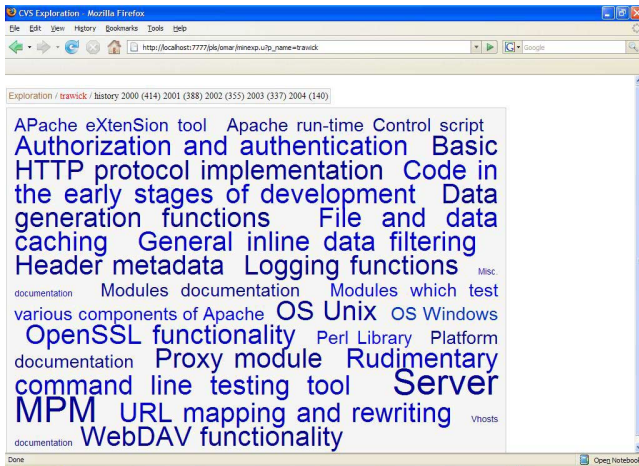 CVS Exploration - Mozilla Firefox
File Edit View History Bookmarks Tools Help
http://localhost:7777/pls/omar/minexp.u?p_name=trawick
Google
Exploration / trawick / history 2000 (414) 2001 (388) 2002 (355) 2003 (337) 2004 (140)
APache eXtenSion tool Apache run-time Control script
Authorization and authentication Basic
HTTP protocol implementation Code in
the early stages of development Data
generation functions File and data
caching General inline data filtering
Header metadata Logging functions Misc.
documentation Modules documentation Modules which test
various components of Apache OS Unix OS Windows
OpenSSL functionality Perl Library Platform
documentation Proxy module Rudimentary
command line testing tool Server
MPM URL mapping and rewriting Vhosts
documentation WebDAV functionality
Done Open Notebook